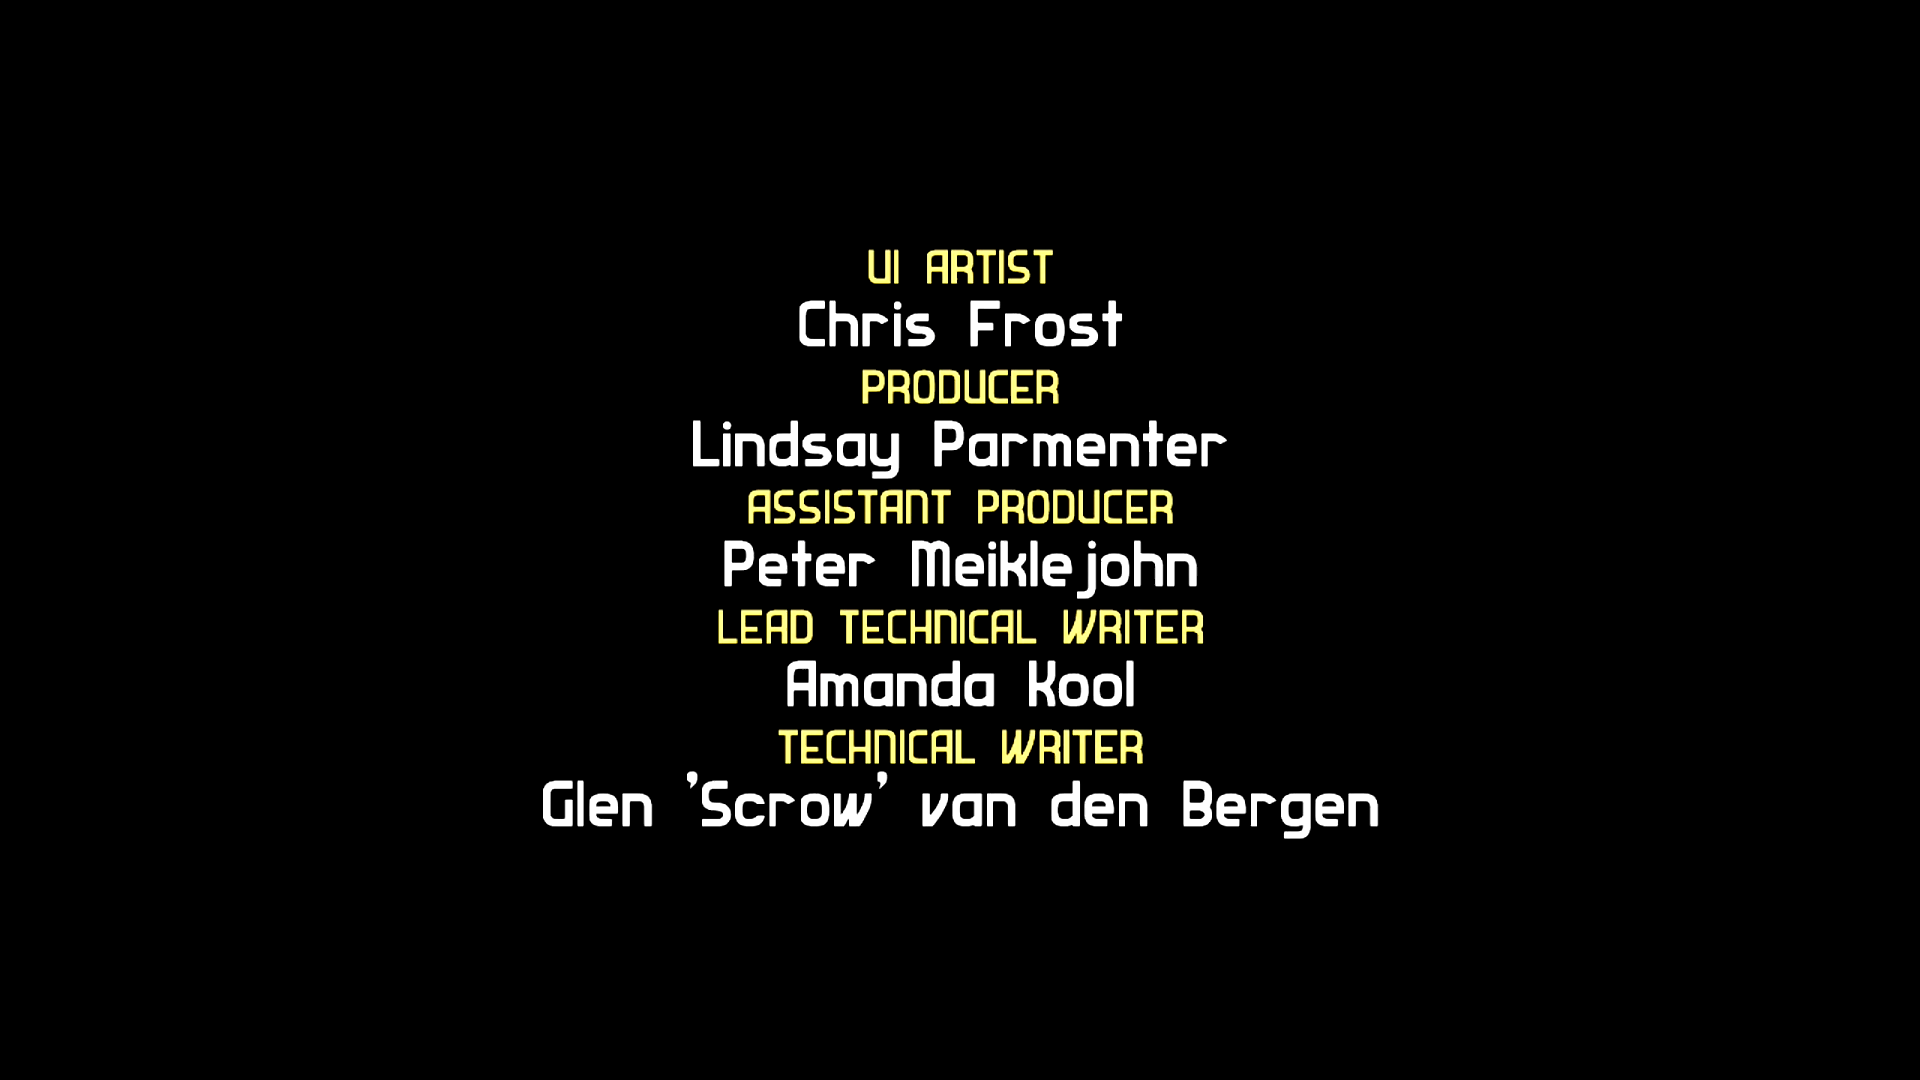 UI ARTIST
Chris Frost
PRODUCER
Lindsay Parmenter
ASSISTANT PRODUCER
Peter Meiklejohn
LEAD TECHNICAL WRITER
Amanda Kool
TECHNICAL WRITER
Glen 'Scrow' van den Bergen